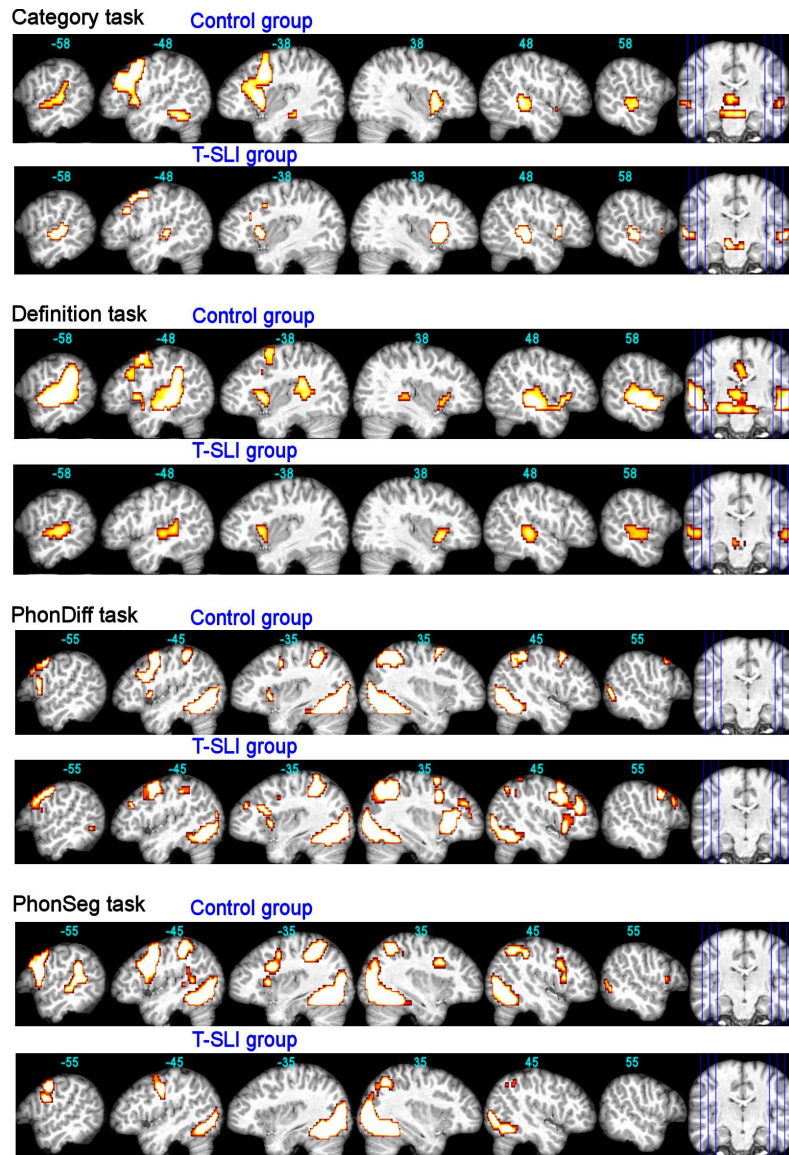 Category task Control group
-58 -48 -38 38 48 58
T-SLI group
-58 -48 -38 38 48 58
Definition task Control group
-58 -48 -38 38 48 58
T-SLI group
-58 -48 -38 38 48 58
PhonDiff task Control group
-55 -45 -35 35 45 55
T-SLI group
-55 -45 -35 35 45 55
PhonSeg task Control group
-55 -45 -35 35 45 55
T-SLI group
-55 -45 -35 35 45 55